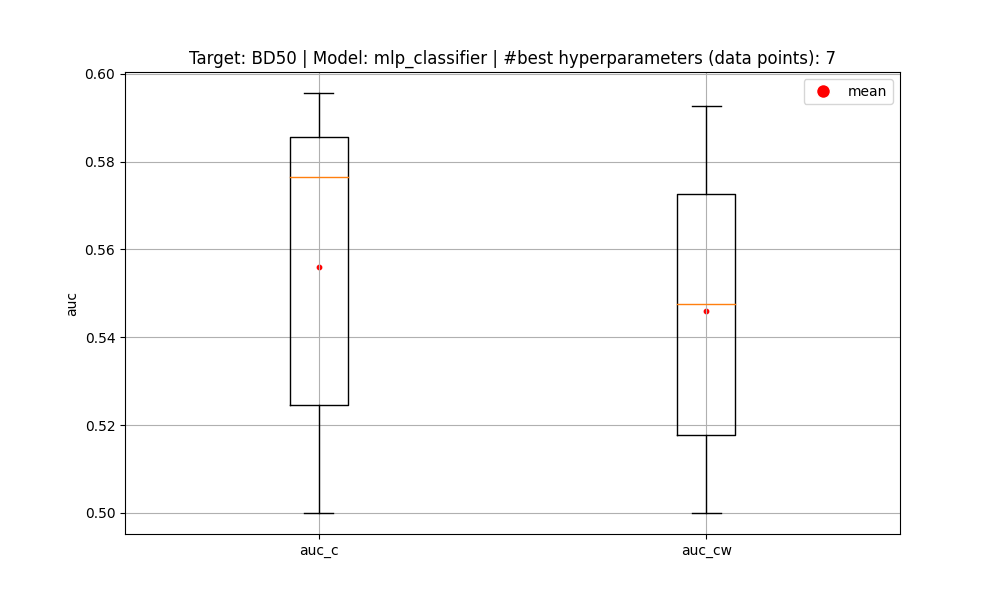 Target: BD50 | Model: mlp_classifier | #best hyperparameters (data points): 7
mean
0.60
0.58
0.56
0.54
0.52
0.50
auc
auc_c
auc_cw